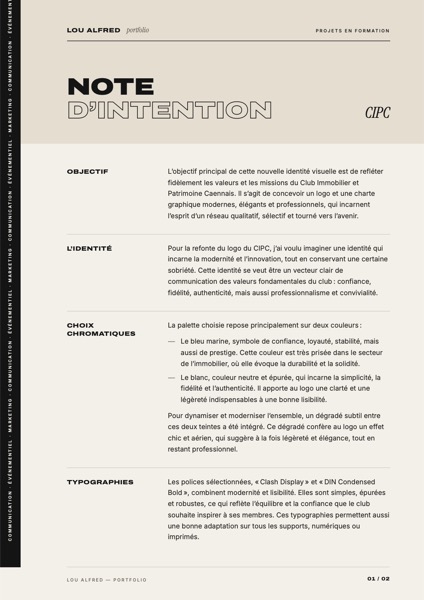 COMMUNICATION · ÉVÉNEMENTIEL · MARKETING · COMMUNICATION · ÉVÉNEMENTIEL · MARKETING · COMMUNICATION · ÉVÉNEMENTIEL · MARKETING · COMMUNICATION · ÉVÉNEMENT
LOU ALFRED portfolio
PROJETS EN FORMATION
NOTE
D'INTENTION
CIPC
OBJECTIF
L'objectif principal de cette nouvelle identité visuelle est de refléter
fidèlement les valeurs et les missions du Club Immobilier et
Patrimoine Caennais. Il s'agit de concevoir un logo et une charte
graphique modernes, élégants et professionnels, qui incarnent
l'esprit d'un réseau qualitatif, sélectif et tourné vers l'avenir.
L'IDENTITÉ
Pour la refonte du logo du CIPC, j'ai voulu imaginer une identité qui
incarne la modernité et l'innovation, tout en conservant une certaine
sobriété. Cette identité se veut être un vecteur clair de
communication des valeurs fondamentales du club : confiance,
fidélité, authenticité, mais aussi professionnalisme et convivialité.
CHOIX
CHROMATIQUES
La palette choisie repose principalement sur deux couleurs :
— Le bleu marine, symbole de confiance, loyauté, stabilité, mais
aussi de prestige. Cette couleur est très prisée dans le secteur
de l'immobilier, où elle évoque la durabilité et la solidité.
— Le blanc, couleur neutre et épurée, qui incarne la simplicité, la
fidélité et l'authenticité. Il apporte au logo une clarté et une
légèreté indispensables à une bonne lisibilité.
Pour dynamiser et moderniser l'ensemble, un dégradé subtil entre
ces deux teintes a été intégré. Ce dégradé confère au logo un effet
chic et aérien, qui suggère à la fois légèreté et élégance, tout en
restant professionnel.
TYPOGRAPHIES
Les polices sélectionnées, « Clash Display » et « DIN Condensed
Bold », combinent modernité et lisibilité. Elles sont simples, épurées
et robustes, ce qui reflète l'équilibre et la confiance que le club
souhaite inspirer à ses membres. Ces typographies permettent aussi
une bonne adaptation sur tous les supports, numériques ou
imprimés.
LOU ALFRED — PORTFOLIO
01 / 02